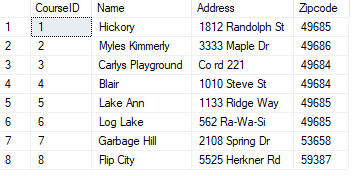 CourseID Name Address Zipcode
1 1 Hickory 1812 Randolph St 49685
2 2 Myles Kimmerly 3333 Maple Dr 49686
3 3 Carlys Playground Co rd 221 49684
4 4 Blair 1010 Steve St 49684
5 5 Lake Ann 1133 Ridge Way 49685
6 6 Log Lake 562 Ra-Wa-Si 49685
7 7 Garbage Hill 2108 Spring Dr 53658
8 8 Flip City 5525 Herkner Rd 59387